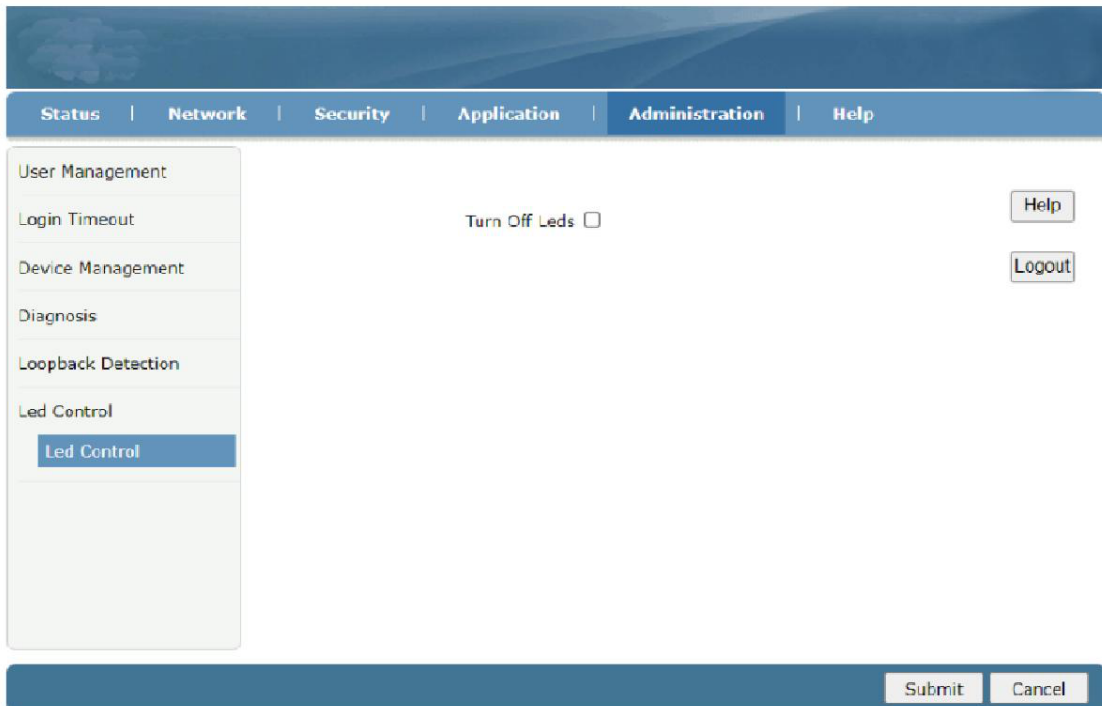 Status | Network | Security | Application | Administration | Help
User Management
Login Timeout
Device Management
Diagnosis
Loopback Detection
Led Control
Led Control
Turn Off Leds
Help
Logout
Submit Cancel